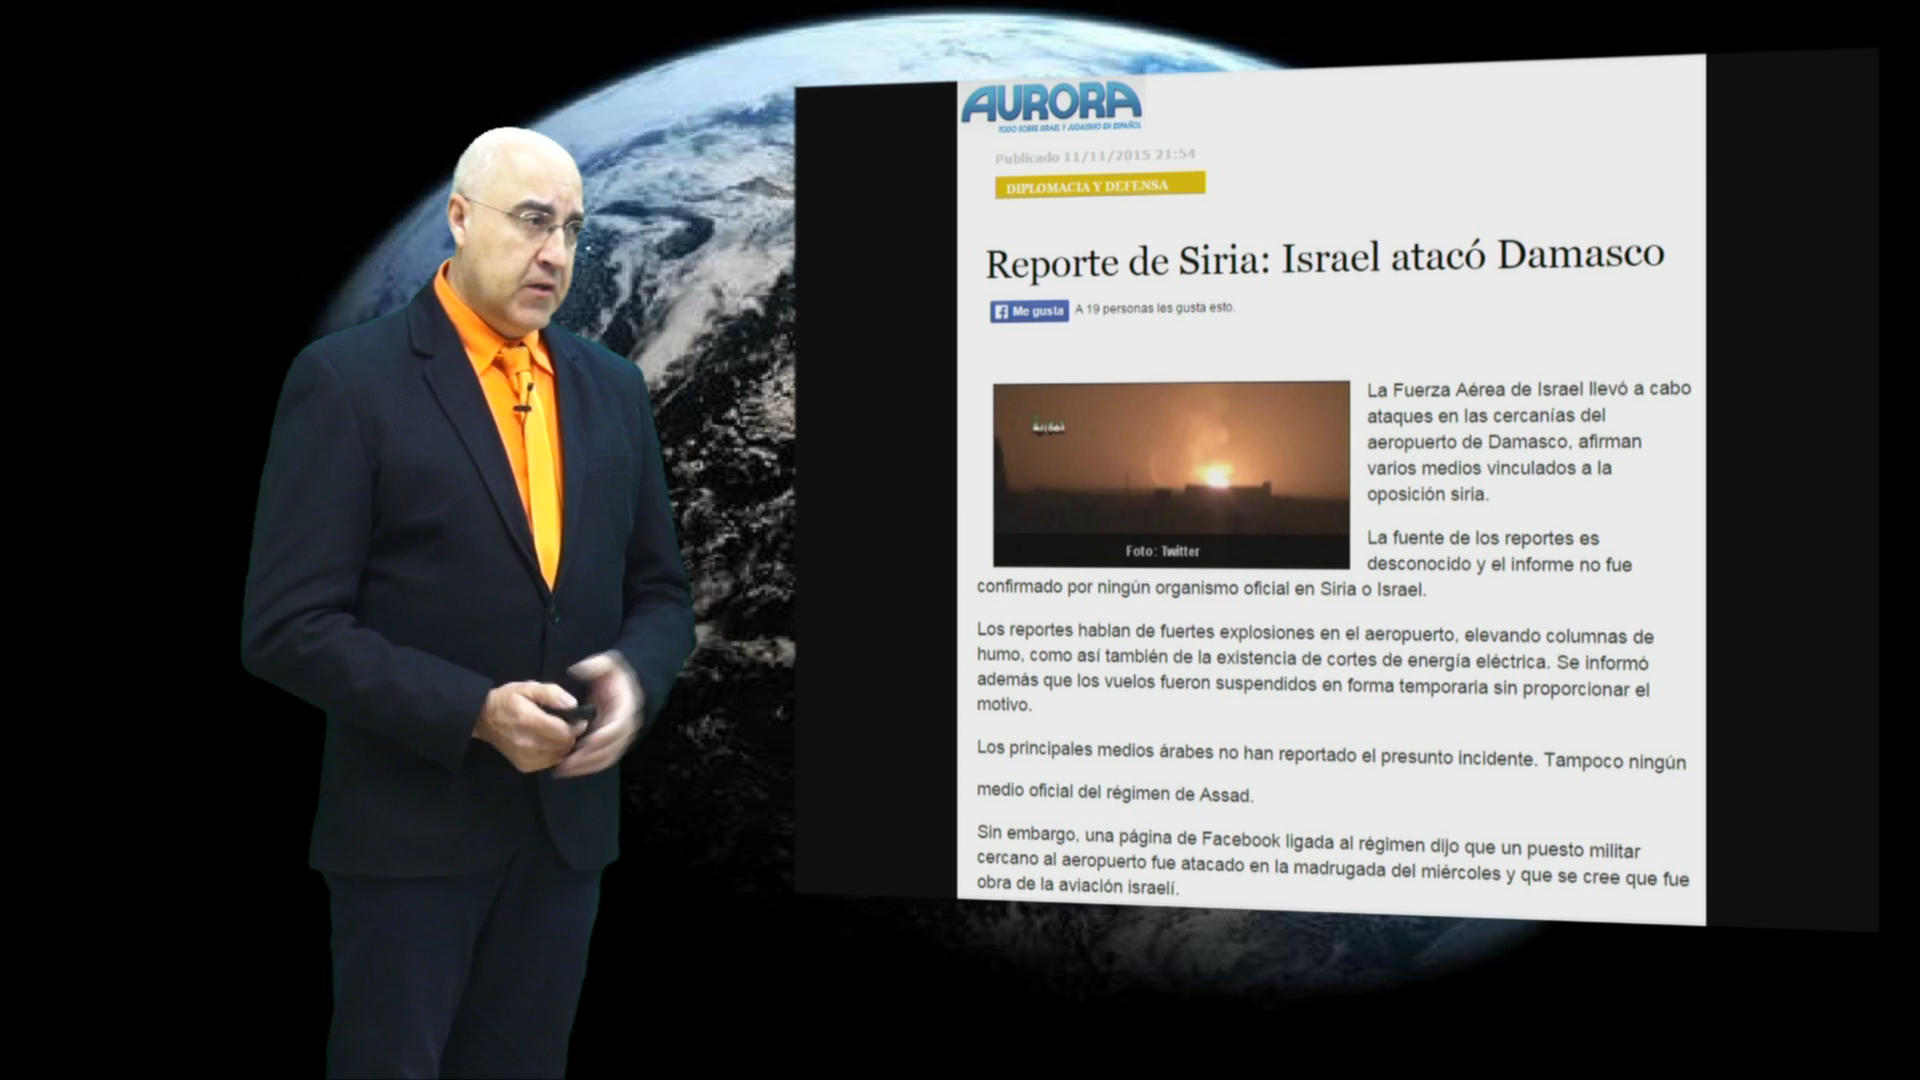 AURORA
TODO SOBRE ISRAEL Y JUDAISMO EN ESPAÑOL
Publicado 11/11/2015 21:54
DIPLOMACIA Y DEFENSA
Reporte de Siria: Israel atacó Damasco
Me gusta A 19 personas les gusta esto.
La Fuerza Aérea de Israel llevó a cabo
ataques en las cercanías del
aeropuerto de Damasco, afirman
varios medios vinculados a la
oposición siria.
Foto: Twitter
La fuente de los reportes es
desconocido y el informe no fue
confirmado por ningún organismo oficial en Siria o Israel.
Los reportes hablan de fuertes explosiones en el aeropuerto, elevando columnas de
humo, como así también de la existencia de cortes de energía eléctrica. Se informó
además que los vuelos fueron suspendidos en forma temporaria sin proporcionar el
motivo.
Los principales medios árabes no han reportado el presunto incidente. Tampoco ningún
medio oficial del régimen de Assad.
Sin embargo, una página de Facebook ligada al régimen dijo que un puesto militar
cercano al aeropuerto fue atacado en la madrugada del miércoles y que se cree que fue
obra de la aviación israelí.